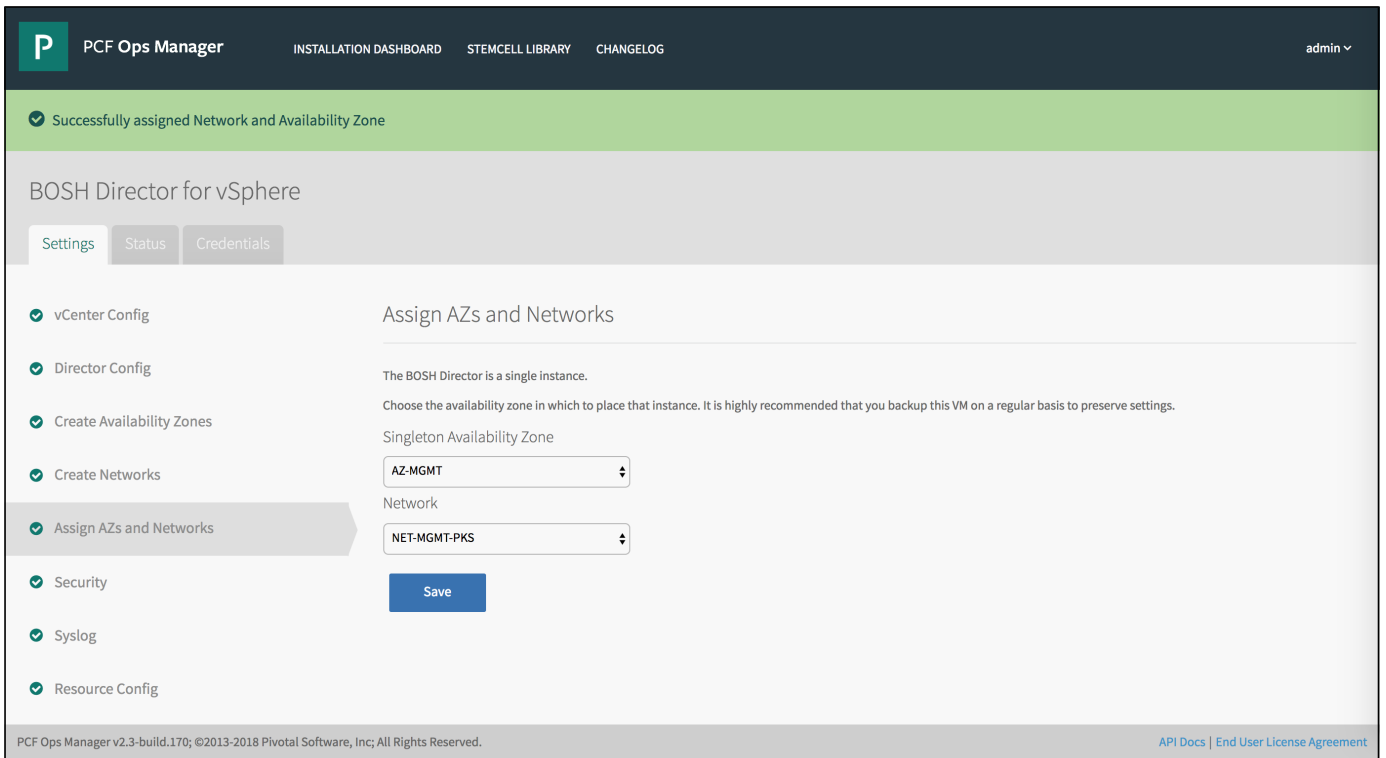 P
PCF Ops Manager
INSTALLATION DASHBOARD
STEMCELL LIBRARY
CHANGELOG
admin
Successfully assigned Network and Availability Zone
BOSH Director for vSphere
Settings
Status
Credentials
vCenter Config
Director Config
Create Availability Zones
Create Networks
Assign AZs and Networks
Security
Syslog
Resource Config
Assign AZs and Networks
The BOSH Director is a single instance.
Choose the availability zone in which to place that instance. It is highly recommended that you backup this VM on a regular basis to preserve settings.
Singleton Availability Zone
AZ-MGMT
Network
NET-MGMT-PKS
Save
PCF Ops Manager v2.3-build.170; ©2013-2018 Pivotal Software, Inc; All Rights Reserved.
API Docs | End User License Agreement